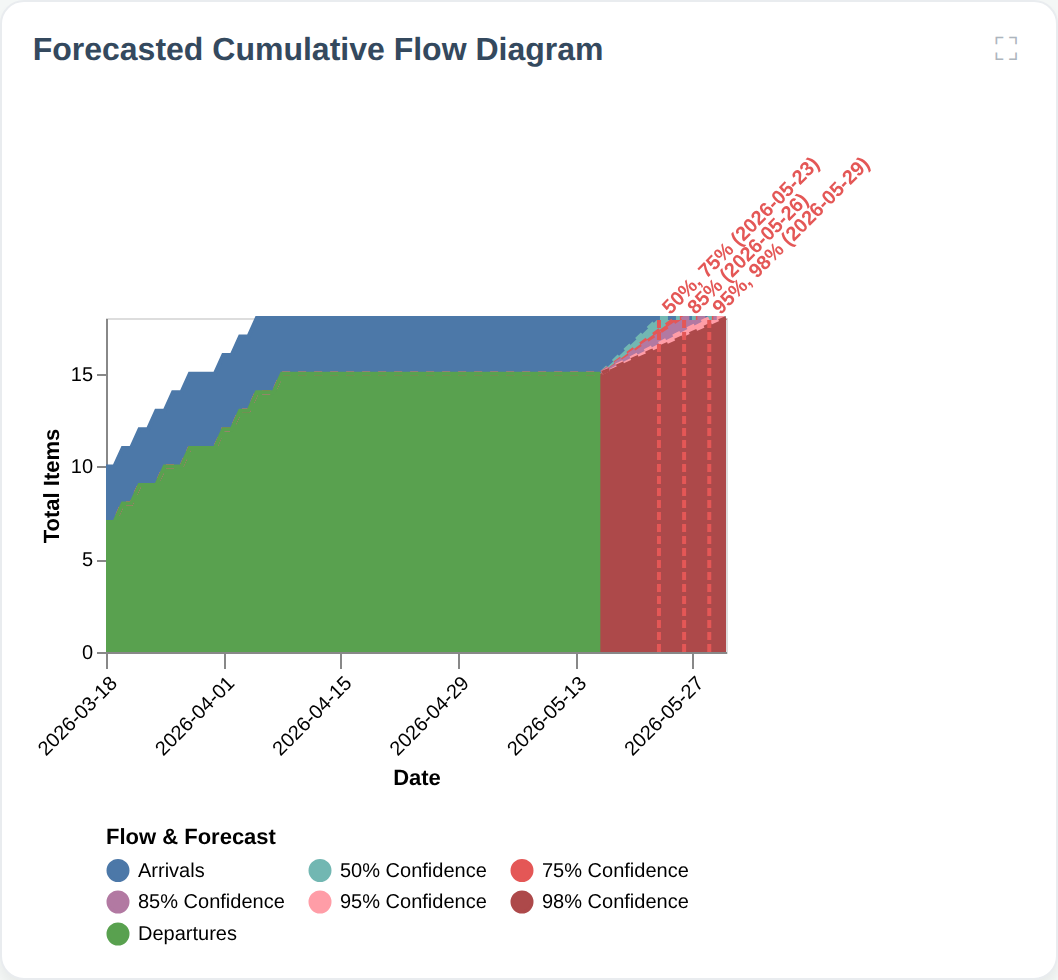 Forecasted Cumulative Flow Diagram
50%, 75% (2026-05-23)
85% (2026-05-26)
95%, 98% (2026-05-29)
Total Items
15
10
5
0
2026-03-18
2026-04-01
2026-04-15
2026-04-29
2026-05-13
2026-05-27
Date
Flow & Forecast
Arrivals
50% Confidence
75% Confidence
85% Confidence
95% Confidence
98% Confidence
Departures